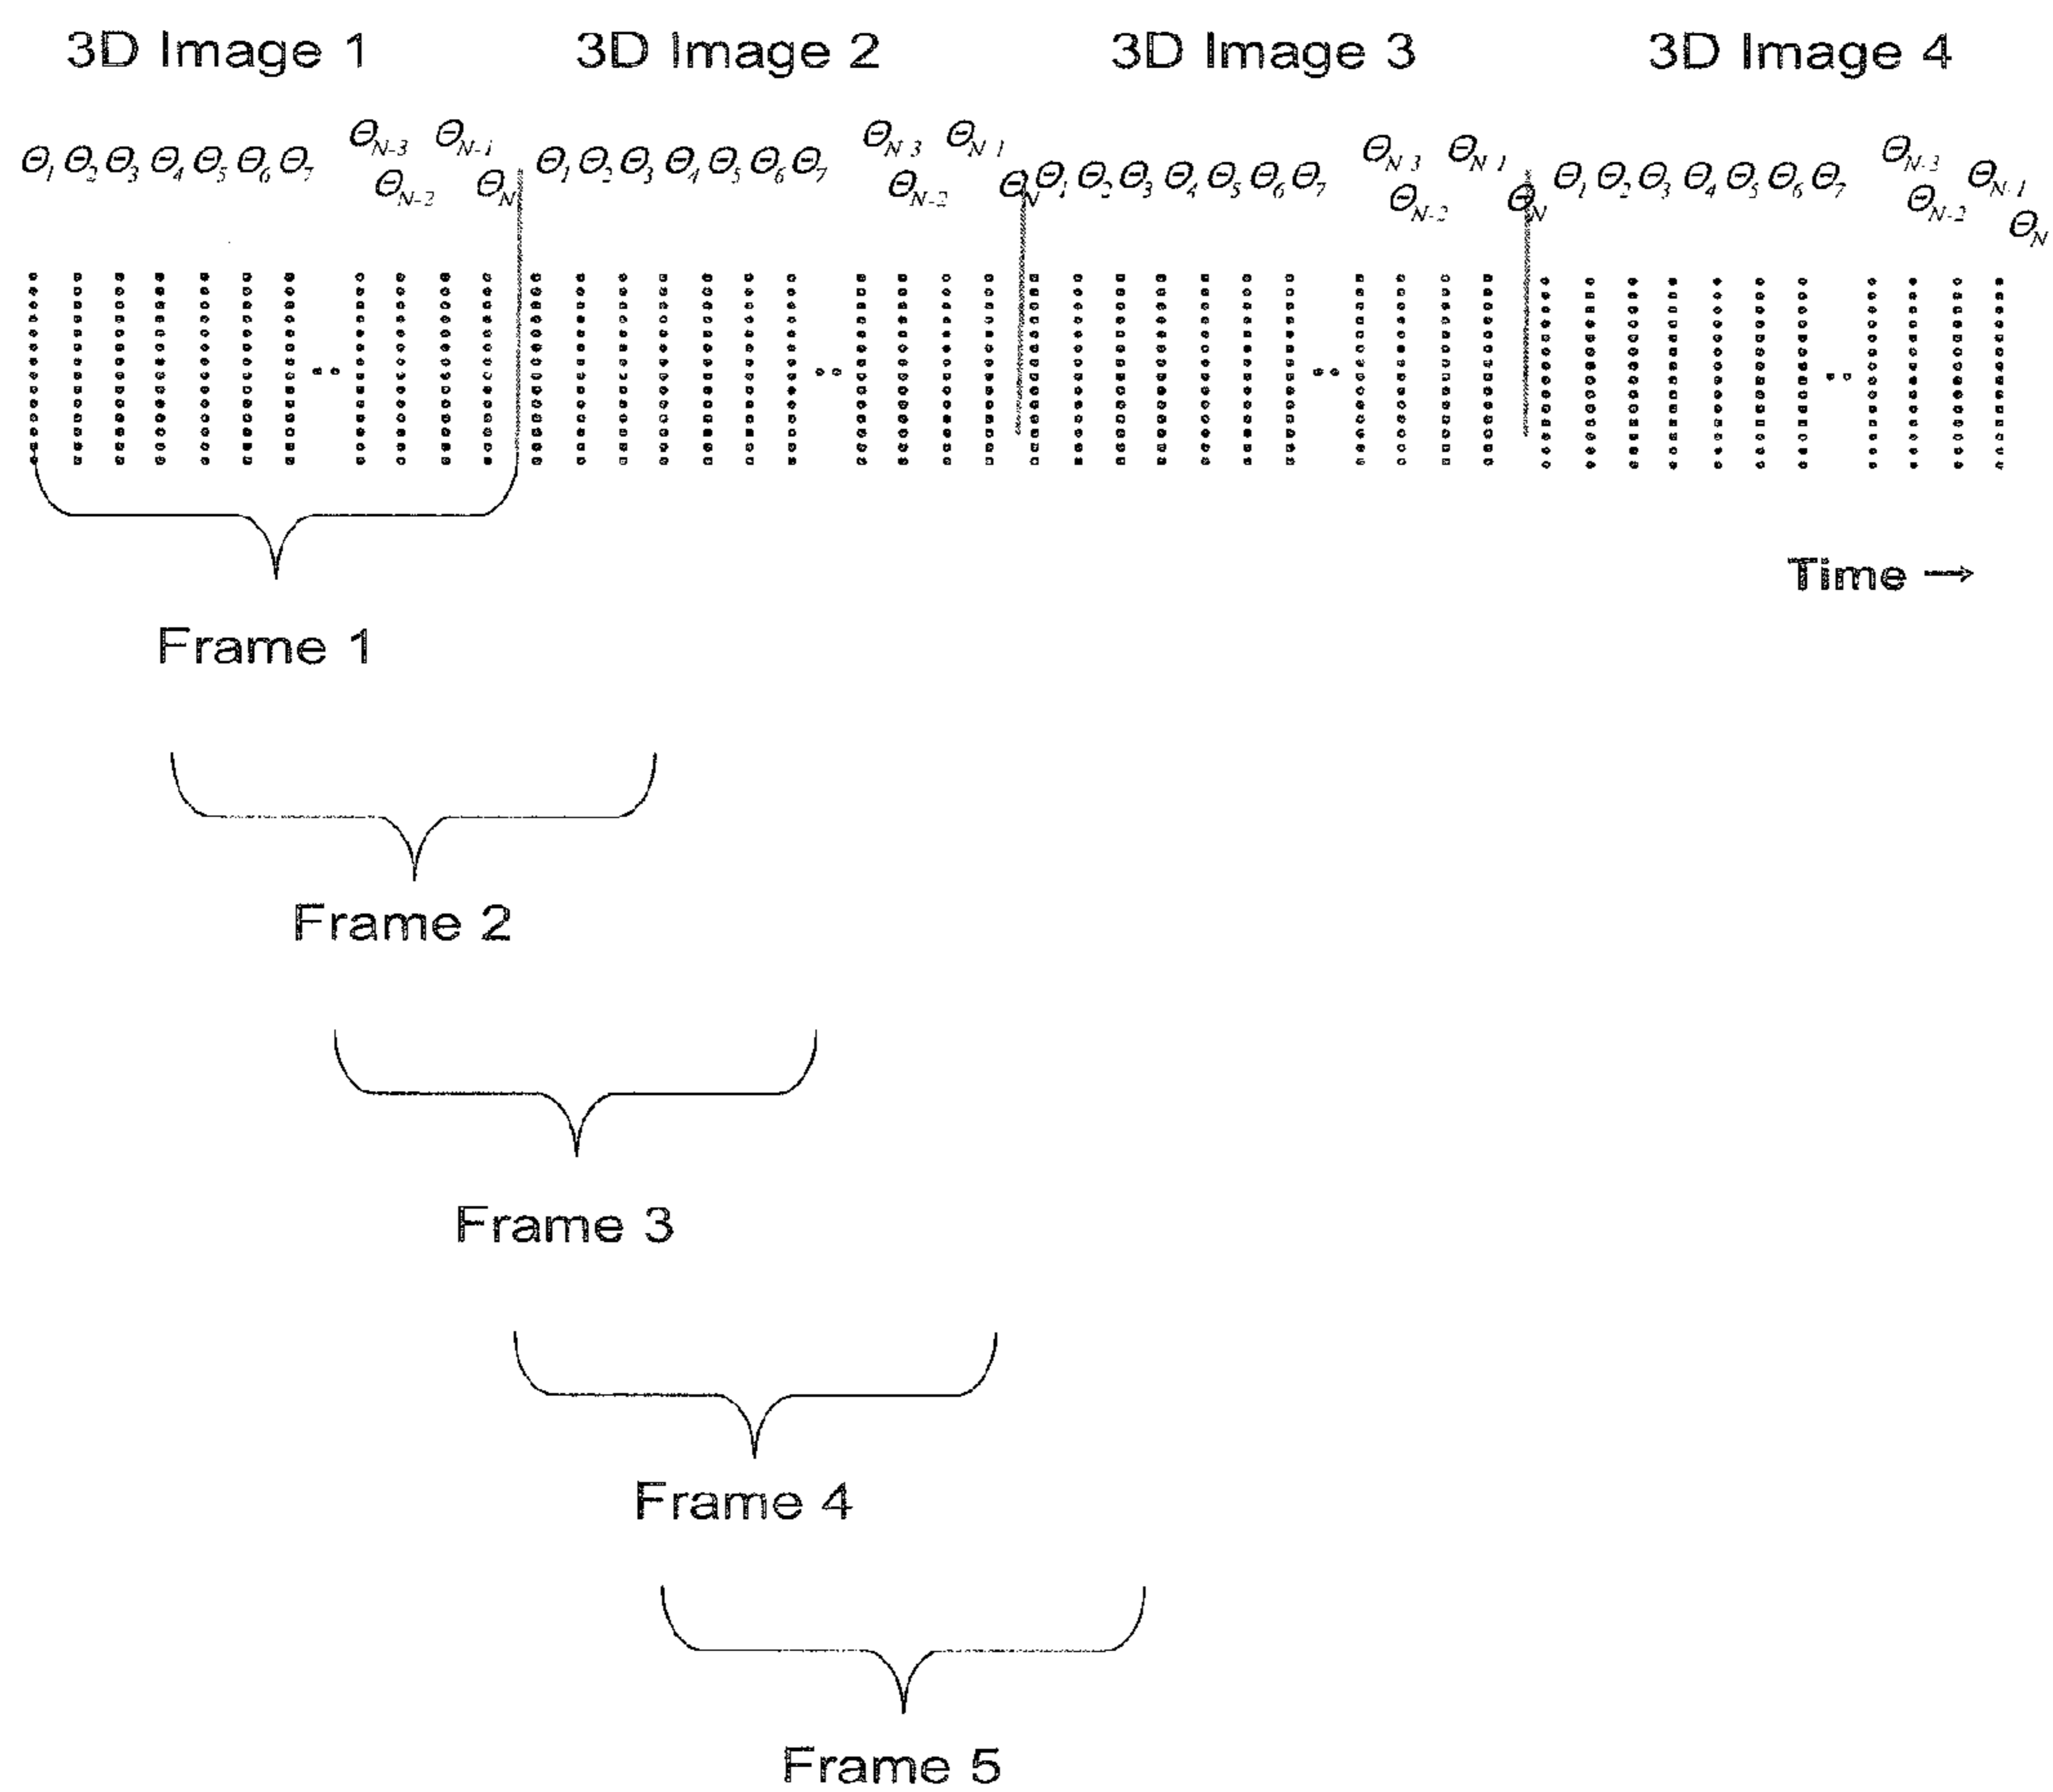 3D Image 1 3D Image 2 3D Image 3 3D Image 4
Θ1 Θ2 Θ3 Θ4 Θ5 Θ6 Θ7 ΘN-3 ΘN-2 ΘN-1 ΘN Θ1 Θ2 Θ3 Θ4 Θ5 Θ6 Θ7 ΘN-3 ΘN-2 ΘN-1 ΘN Θ1 Θ2 Θ3 Θ4 Θ5 Θ6 Θ7 ΘN-3 ΘN-2 ΘN-1 ΘN Θ1 Θ2 Θ3 Θ4 Θ5 Θ6 Θ7 ΘN-3 ΘN-2 ΘN-1 ΘN
Time →
Frame 1
Frame 2
Frame 3
Frame 4
Frame 5